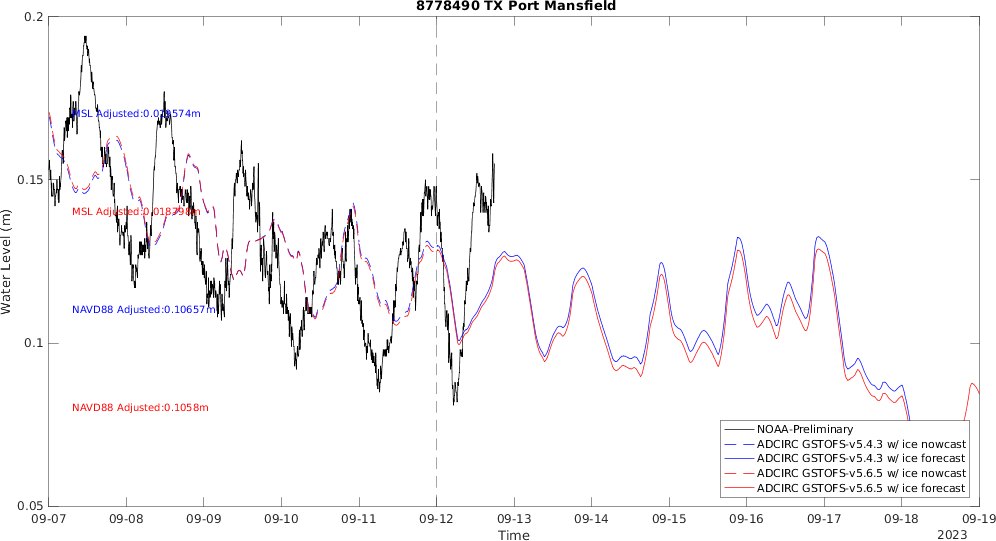 8778490 TX Port Mansfield
Water Level (m)
0.2
0.15
0.1
0.05
MSL Adjusted:
MSL Adjusted:0.018398m
NAVD88 Adjusted:0.10657m
NAVD88 Adjusted:0.1058m
NOAA-Preliminary
ADCIRC GSTOFS-v5.4.3 w/ ice nowcast
ADCIRC GSTOFS-v5.4.3 w/ ice forecast
ADCIRC GSTOFS-v5.6.5 w/ ice nowcast
ADCIRC GSTOFS-v5.6.5 w/ ice forecast
09-07 09-08 09-09 09-10 09-11 09-12 09-13 09-14 09-15 09-16 09-17 09-18 09-19
Time
2023